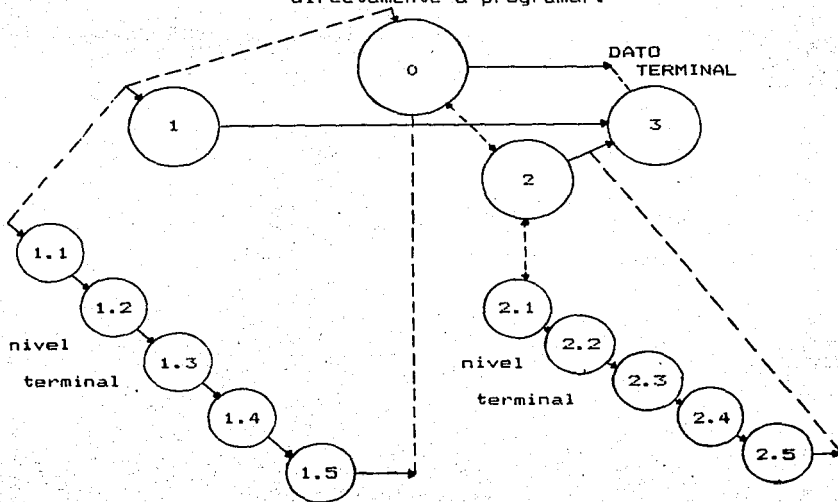 directamente a programar.
0
DATO
TERMINAL
1
3
2
1.1
1.2
2.1
nivel
1.3
2.2
nivel
terminal
2.3
terminal
1.4
2.4
2.5
1.5